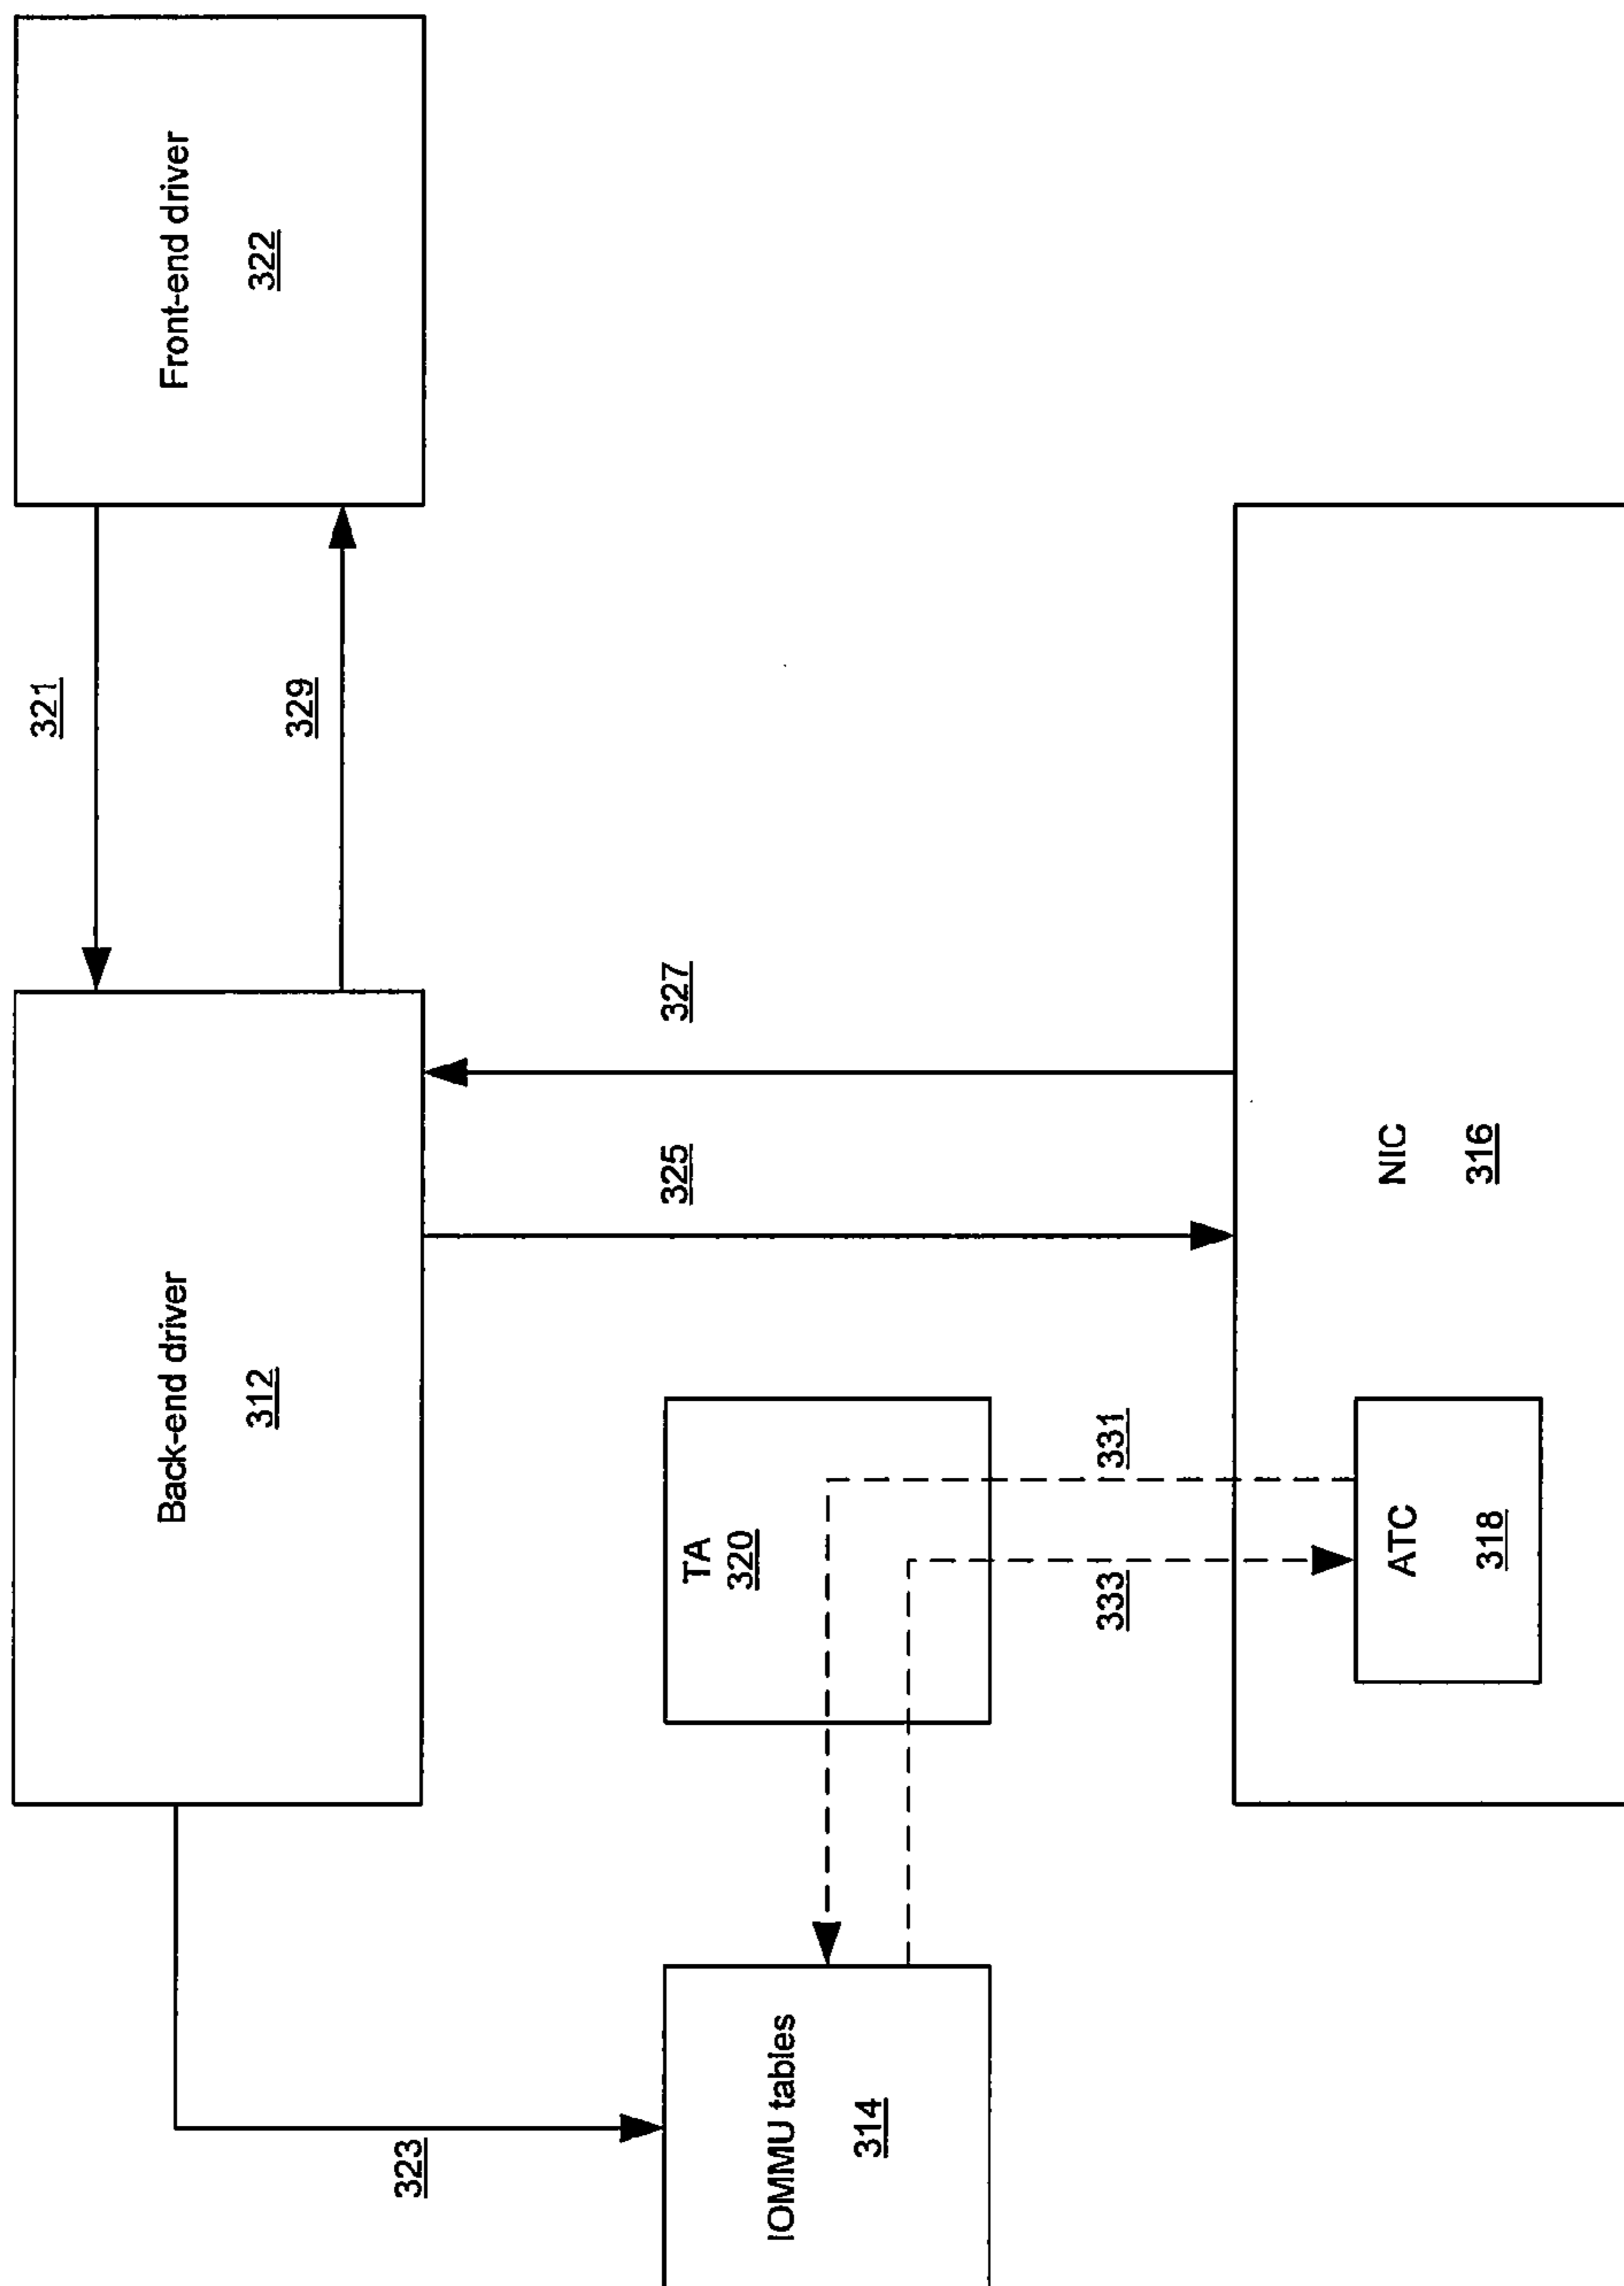 Front-end driver
322
321
329
Back-end driver
312
327
325
323
TA
320
331
333
IOMMU tables
314
NIC
316
ATC
318